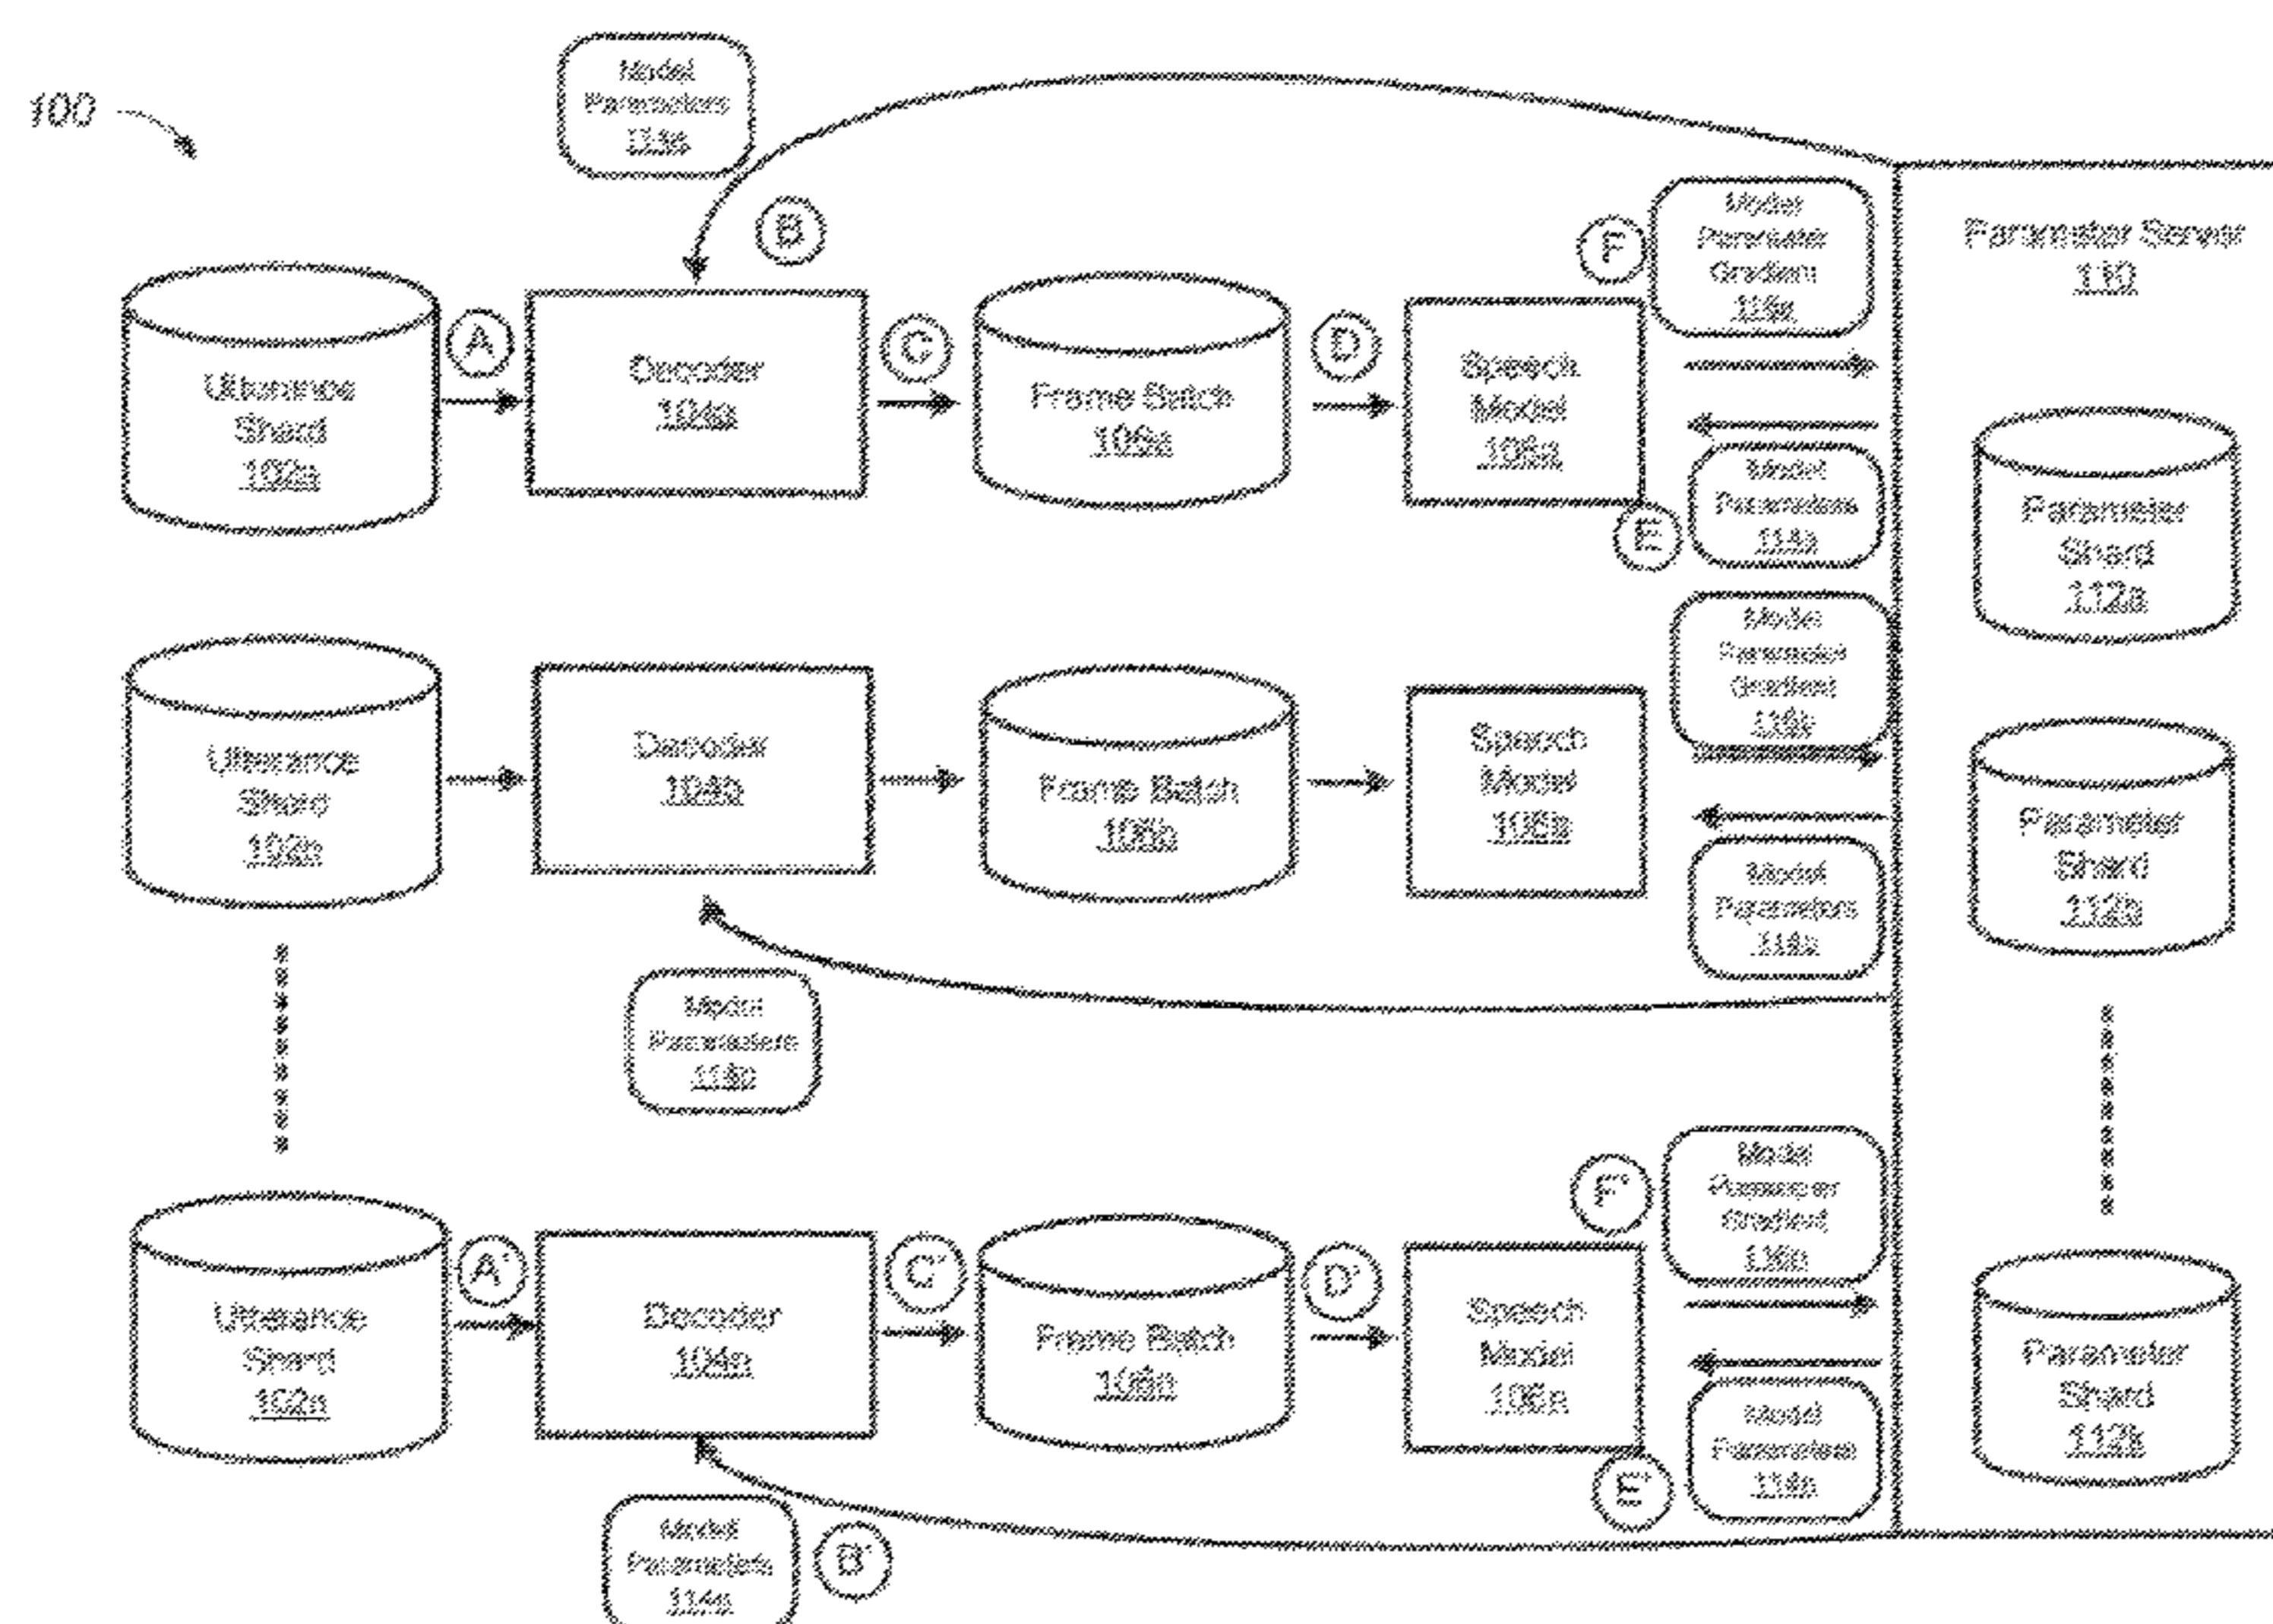 100
Model
Parameters
114a
B
F
Model
Parameter
Gradient
116a
Parameter Server
110
Utterance
Shard
102a
A
Decoder
104a
C
Frame Batch
106a
D
Speech
Model
108a
E
Model
Parameters
114a
Parameter
Shard
112a
Utterance
Shard
Decoder
104b
Frame Batch
Speech
Model
108b
Model
Parameter
Gradient
116b
Model
Parameters
Parameter
Shard
112b
Model
Parameters
Utterance
Shard
102n
A'
Decoder
104n
C'
Frame Batch
106n
D'
Speech
Model
108n
F'
Model
Parameter
Gradient
116n
E'
Model
Parameters
114n
Parameter
Shard
112k
Model
Parameters
114n
B'